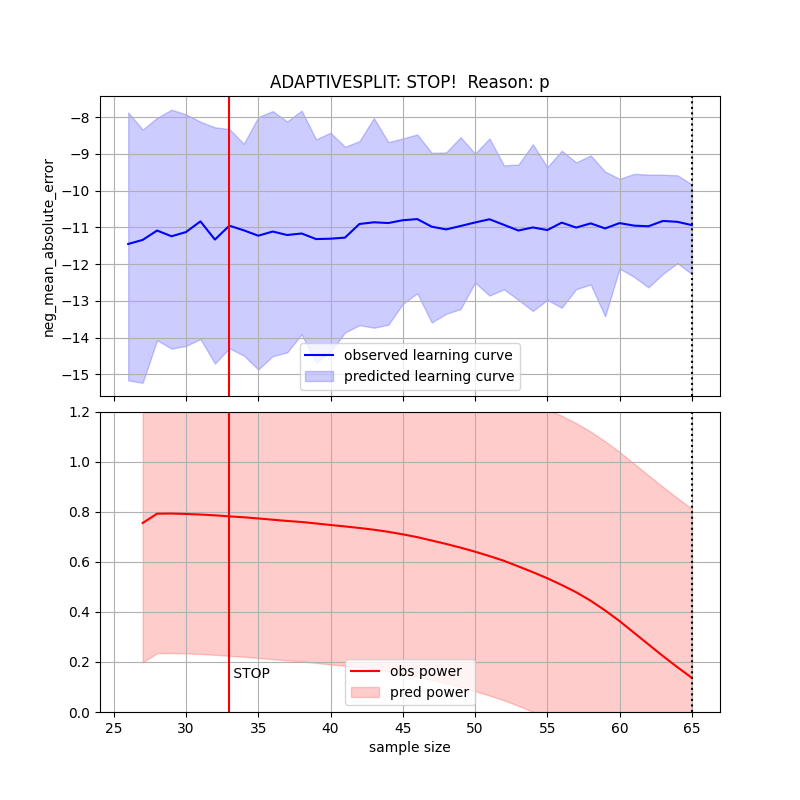 ADAPTIVESPLIT: STOP!  Reason: p
neg_mean_absolute_error
−8
−9
−10
−11
−12
−13
−14
−15
observed learning curve
predicted learning curve
1.2
1.0
0.8
0.6
0.4
0.2
0.0
STOP
obs power
pred power
25 30 35 40 45 50 55 60 65
sample size